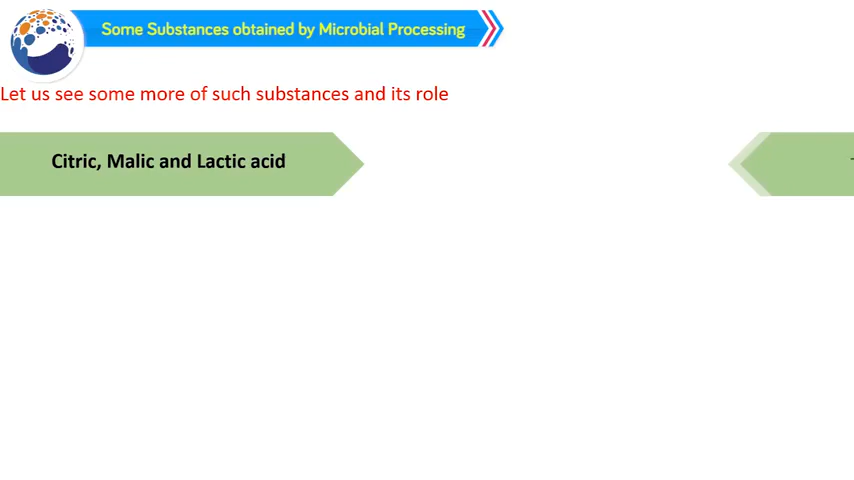 Some Substances obtained by Microbial Processing
Let us see some more of such substances and its role
Citric, Malic and Lactic acid